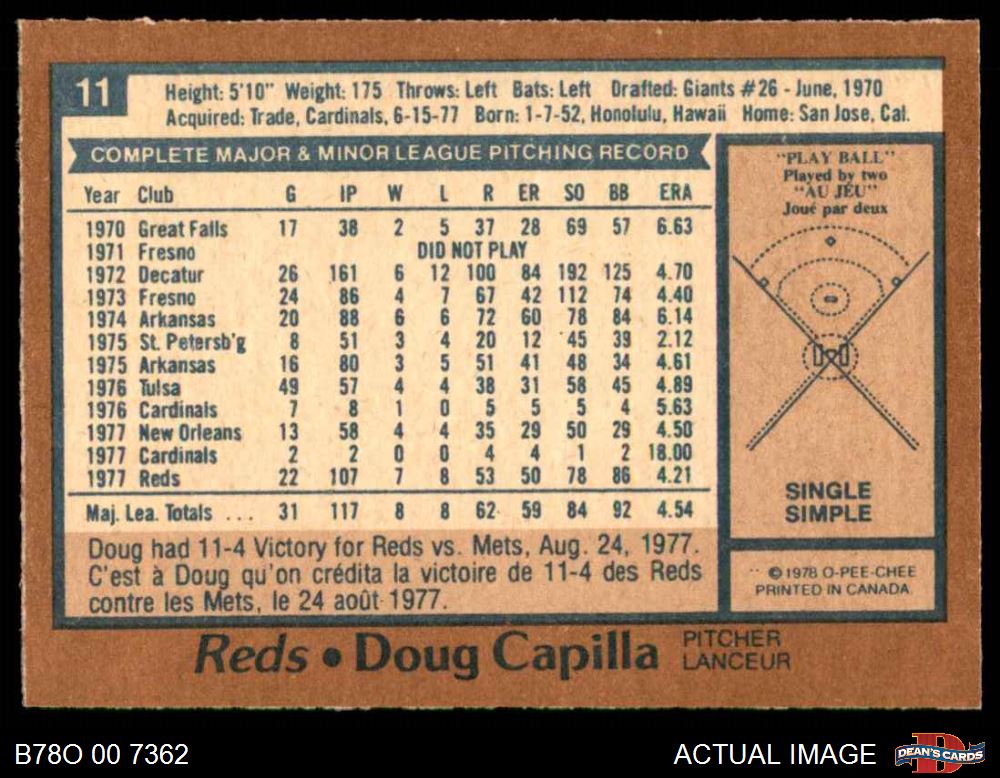 11
Height: 5'10" Weight: 175 Throws: Left Bats: Left Drafted: Giants #26 - June, 1970
Acquired: Trade, Cardinals, 6-15-77 Born: 1-7-52, Honolulu, Hawaii Home: San Jose, Cal.
COMPLETE MAJOR & MINOR LEAGUE PITCHING RECORD
Year Club G IP W L R ER SO BB ERA
1970 Great Falls 17 38 2 5 37 28 69 57 6.63
1971 Fresno DID NOT PLAY
1972 Decatur 26 161 6 12 100 84 192 125 4.70
1973 Fresno 24 86 4 7 67 42 112 74 4.40
1974 Arkansas 20 88 6 6 72 60 78 84 6.14
1975 St. Petersb'g 8 51 3 4 20 12 45 39 2.12
1975 Arkansas 16 80 3 5 51 41 48 34 4.61
1976 Tulsa 49 57 4 4 38 31 58 45 4.89
1976 Cardinals 7 8 1 0 5 5 5 4 5.63
1977 New Orleans 13 58 4 4 35 29 50 29 4.50
1977 Cardinals 2 2 0 0 4 4 1 2 18.00
1977 Reds 22 107 7 8 53 50 78 86 4.21
Maj. Lea. Totals ... 31 117 8 8 62 59 84 92 4.54
Doug had 11-4 Victory for Reds vs. Mets, Aug. 24, 1977.
C'est à Doug qu'on crédita la victoire de 11-4 des Reds
contre les Mets, le 24 août 1977.
"PLAY BALL"
Played by two
"AU JEU"
Joué par deux
SINGLE
SIMPLE
© 1978 O-PEE-CHEE
PRINTED IN CANADA
Reds • Doug Capilla
PITCHER
LANCEUR
B78O 00 7362
ACTUAL IMAGE
DEAN'S CARDS